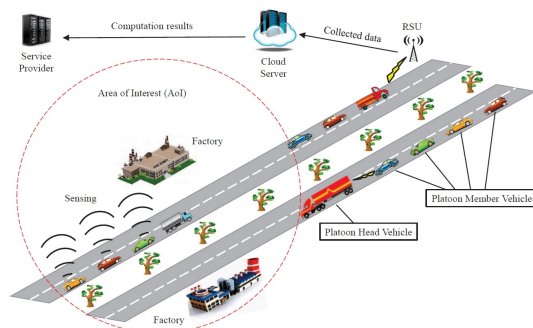 Computation results
Collected data
RSU
Service
Provider
Cloud
Server
Area of Interest (AoI)
Factory
Sensing
Platoon Member Vehicles
Platoon Head Vehicle
Factory